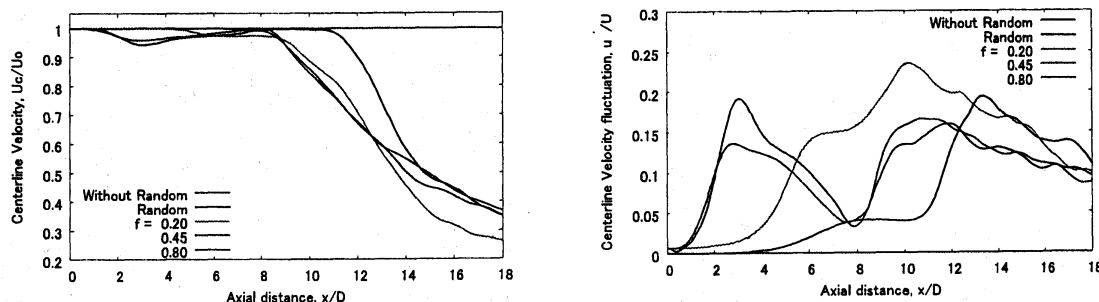 Centerline Velocity, Uc/Uo
1
0.9
0.8
0.7
0.6
0.5
0.4
0.3
0.2
Without Random
Random
f = 0.20
0.45
0.80
0 2 4 6 8 10 12 14 16 18
Axial distance, x/D
Centerline Velocity fluctuation, u /U
0.3
0.25
0.2
0.15
0.1
0.05
0
Without Random
Random
f = 0.20
0.45
0.80
0 2 4 6 8 10 12 14 16 18
Axial distance, x/D